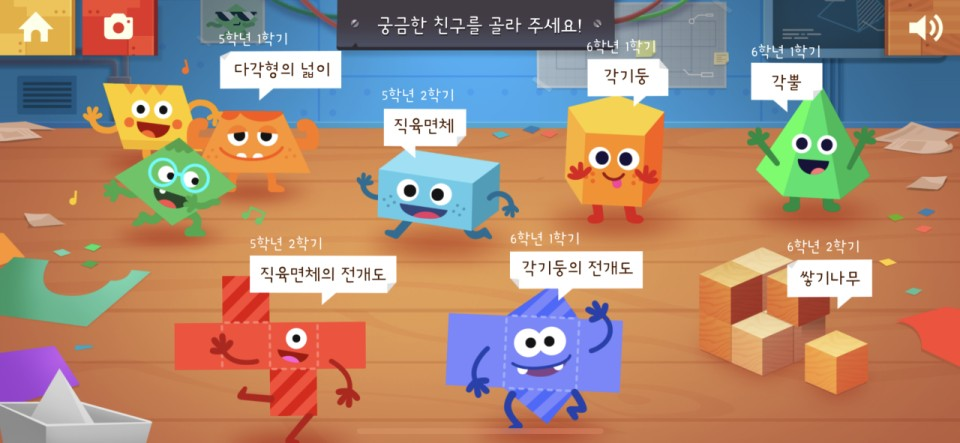 궁금한 친구를 골라 주세요!
5학년 1학기
다각형의 넓이
5학년 2학기
직육면체
6학년 1학기
각기둥
6학년 1학기
각뿔
5학년 2학기
직육면체의 전개도
6학년 1학기
각기둥의 전개도
6학년 2학기
쌓기나무